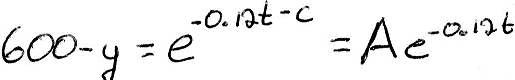 600-y = e^{-0.12t-c} = Ae^{-0.12t}